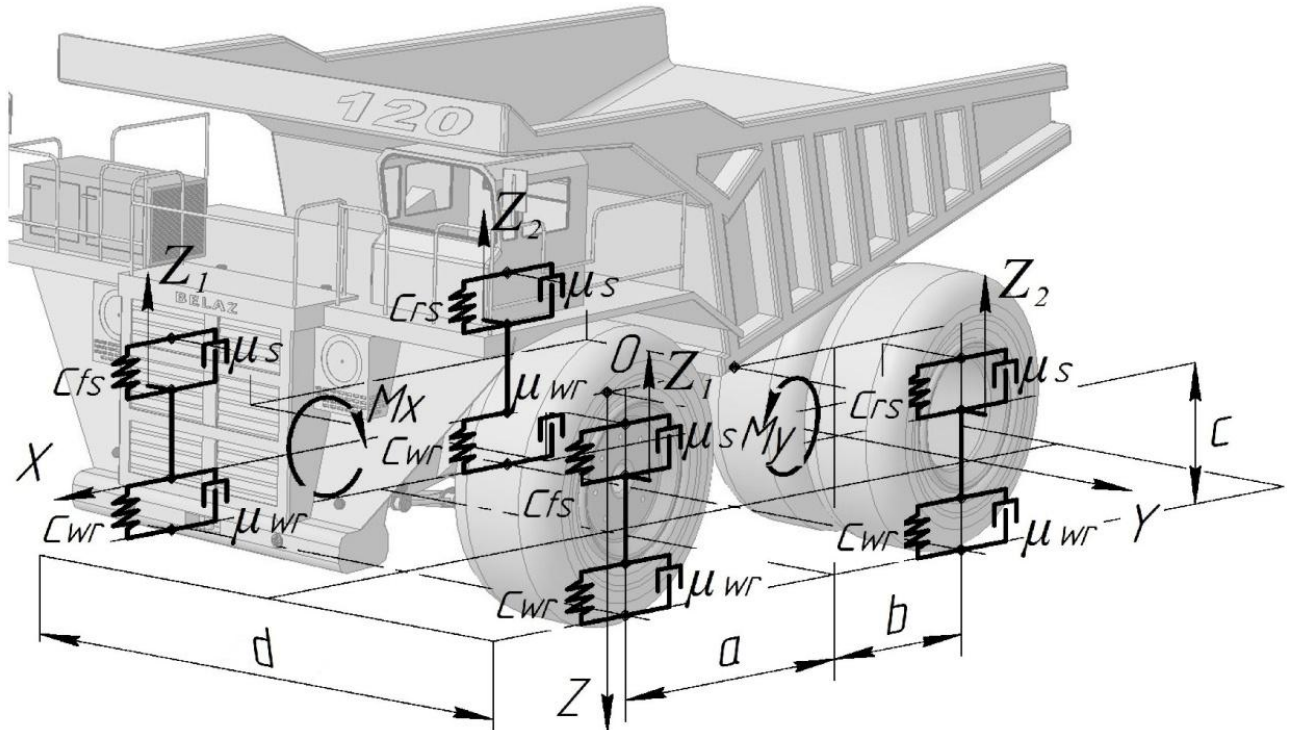 120
Z₂
Z₁
BELAZ
Crs
μs
μs
Cfs
O
Z₁
Z₂
Mx
μwr
Cwr
μs
My
Crs
μs
C
X
Cfs
Cwr
μwr
Cwr
μwr
Cwr
μwr
Y
d
a
b
Z